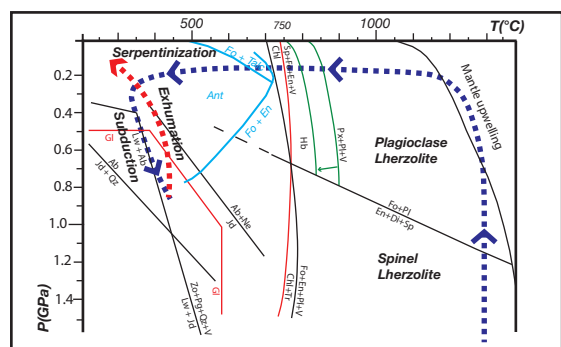 500
750
1000
T(°C)
Serpentinization
Fo + Talc
Chl
Sp+Fo+En+V
0.2
0.4
0.6
0.8
1.0
1.2
1.4
P(GPa)
Ant
Fo + En
Exhumation
Subduction
Hb
Px+Pl+V
Mantle upwelling
Plagioclase
Lherzolite
Gl
Lw + Ab
Ab
Jd + Qz
Ab+Ne
Jd
Fo+Pl
En+Di+Sp
Spinel
Lherzolite
Gl
Zo+Pg+Qz+V
Lw + Jd
Chl+Tr
Fo+En+Pl+V